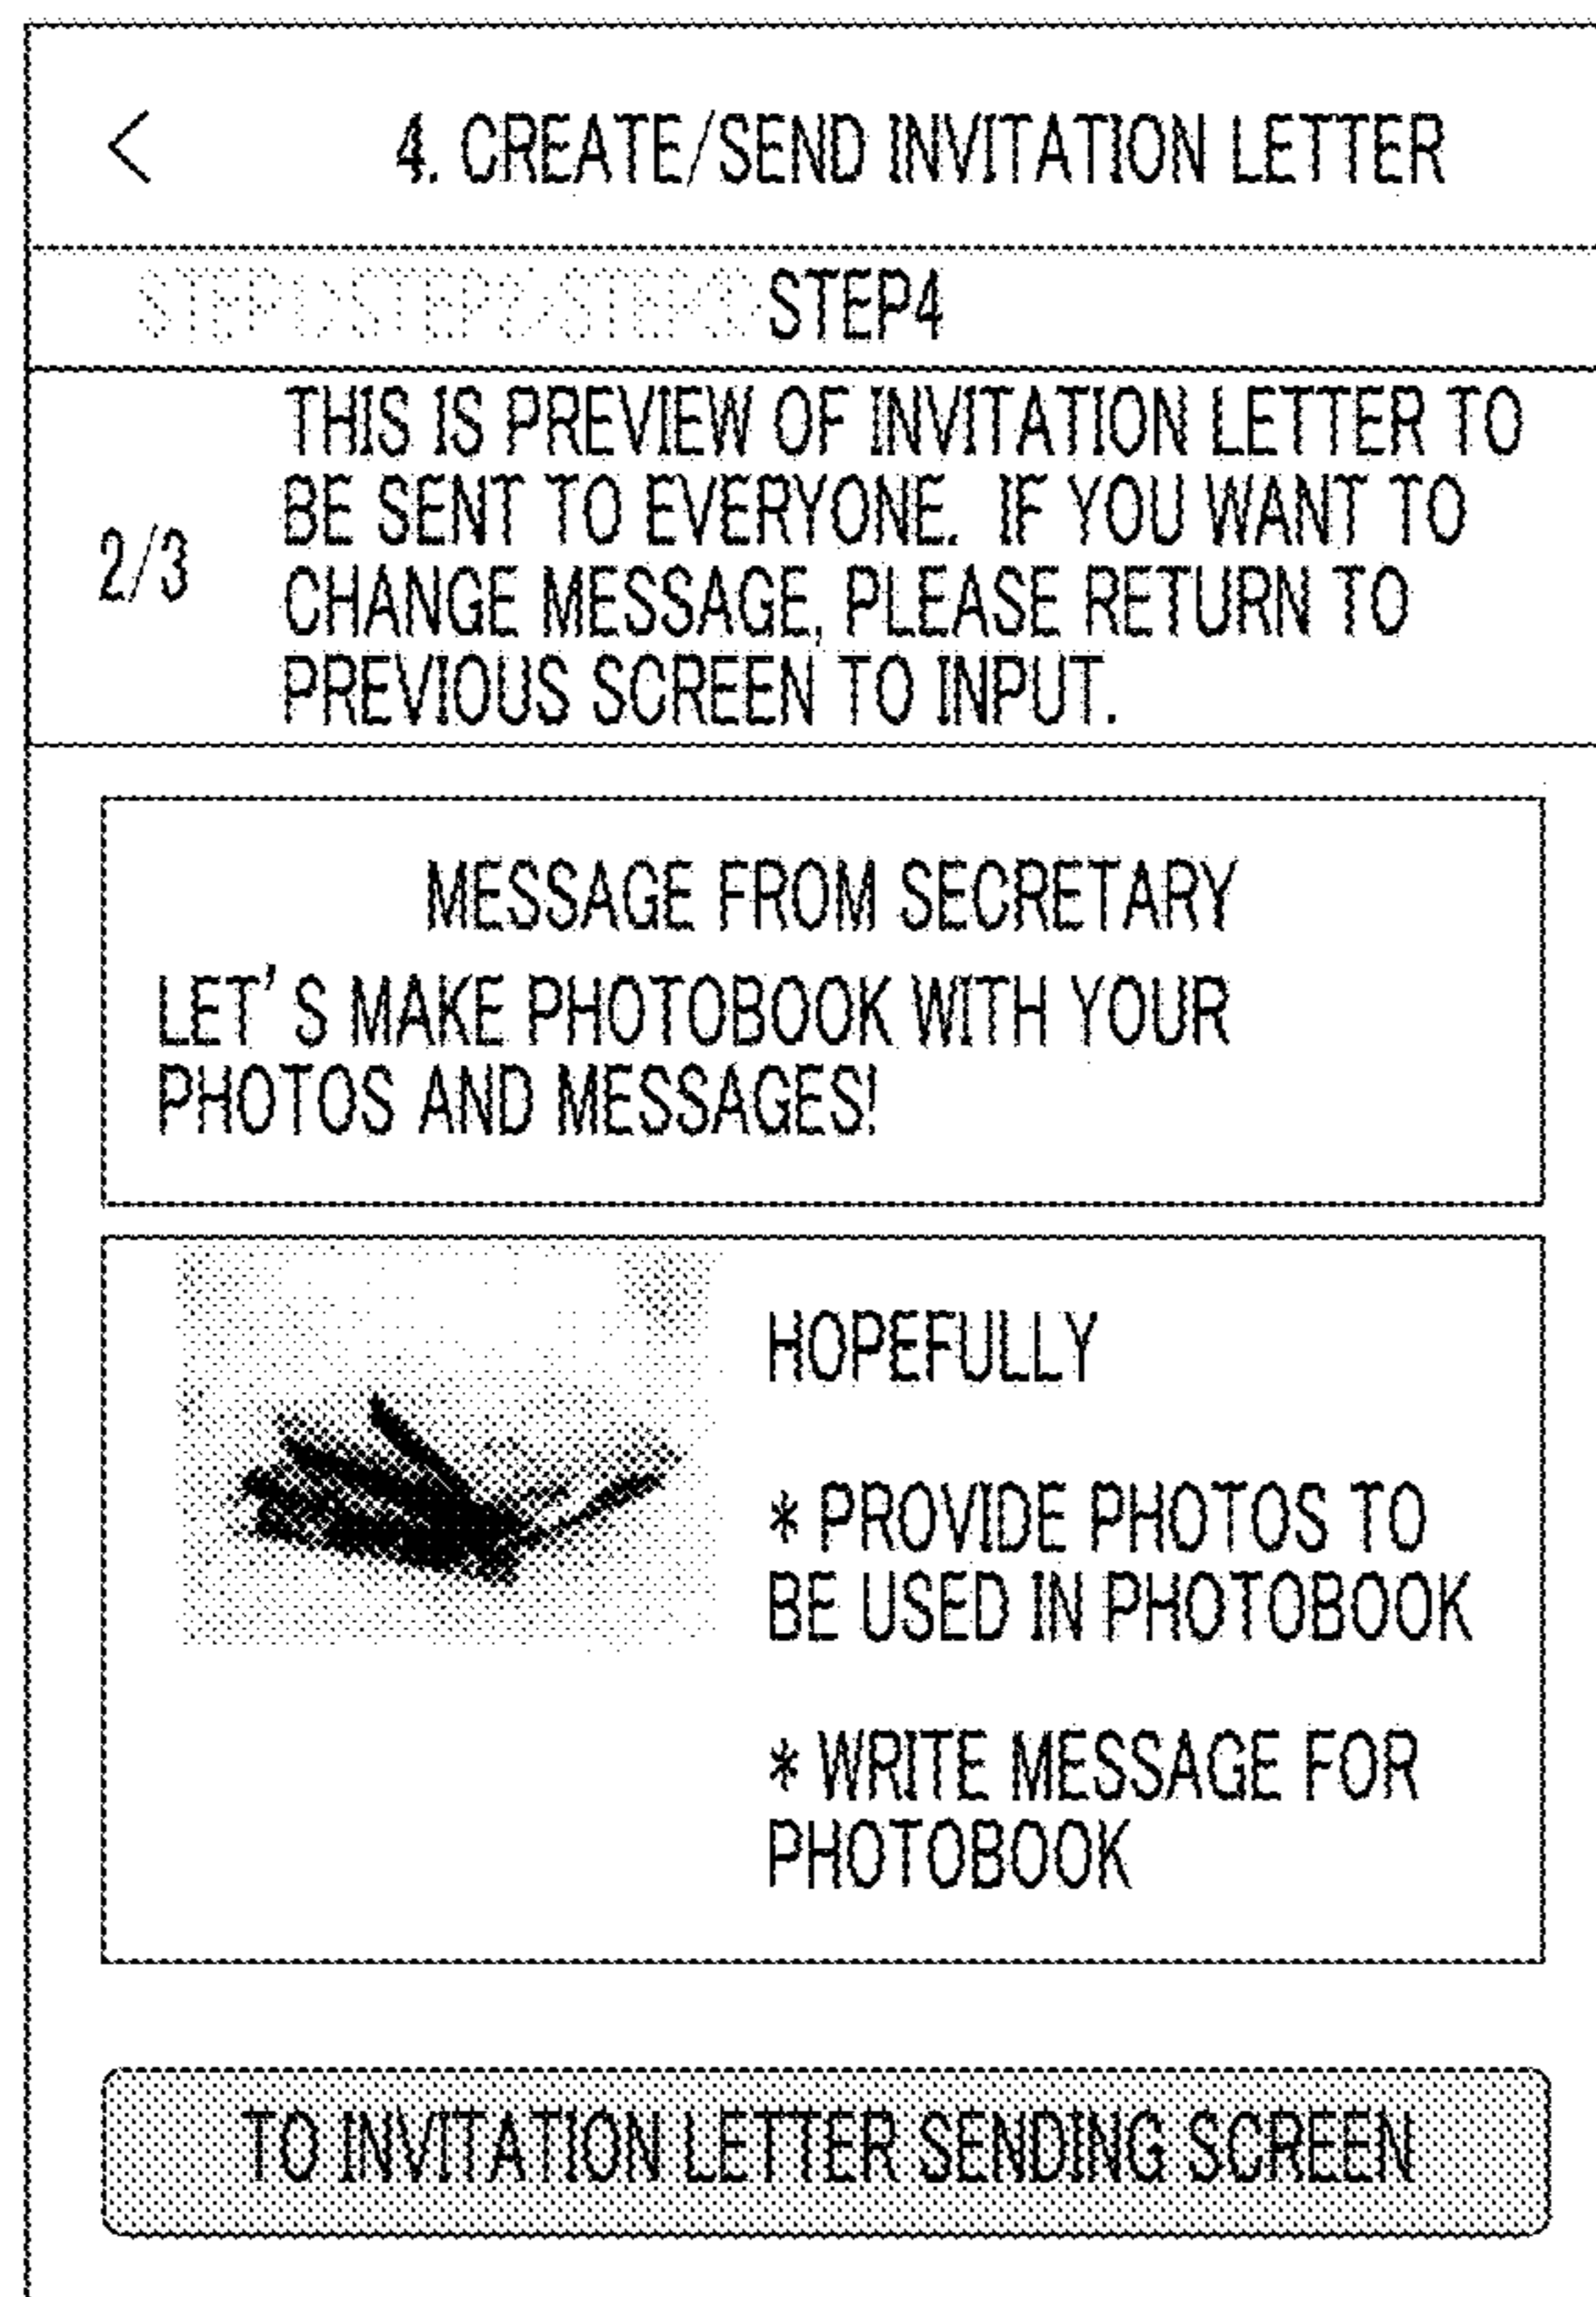 < 4. CREATE/SEND INVITATION LETTER
STEP1>STEP2>STEP3>STEP4
THIS IS PREVIEW OF INVITATION LETTER TO
BE SENT TO EVERYONE. IF YOU WANT TO
2/3
CHANGE MESSAGE, PLEASE RETURN TO
PREVIOUS SCREEN TO INPUT.
MESSAGE FROM SECRETARY
LET'S MAKE PHOTOBOOK WITH YOUR
PHOTOS AND MESSAGES!
HOPEFULLY
* PROVIDE PHOTOS TO
BE USED IN PHOTOBOOK
* WRITE MESSAGE FOR
PHOTOBOOK
TO INVITATION LETTER SENDING SCREEN